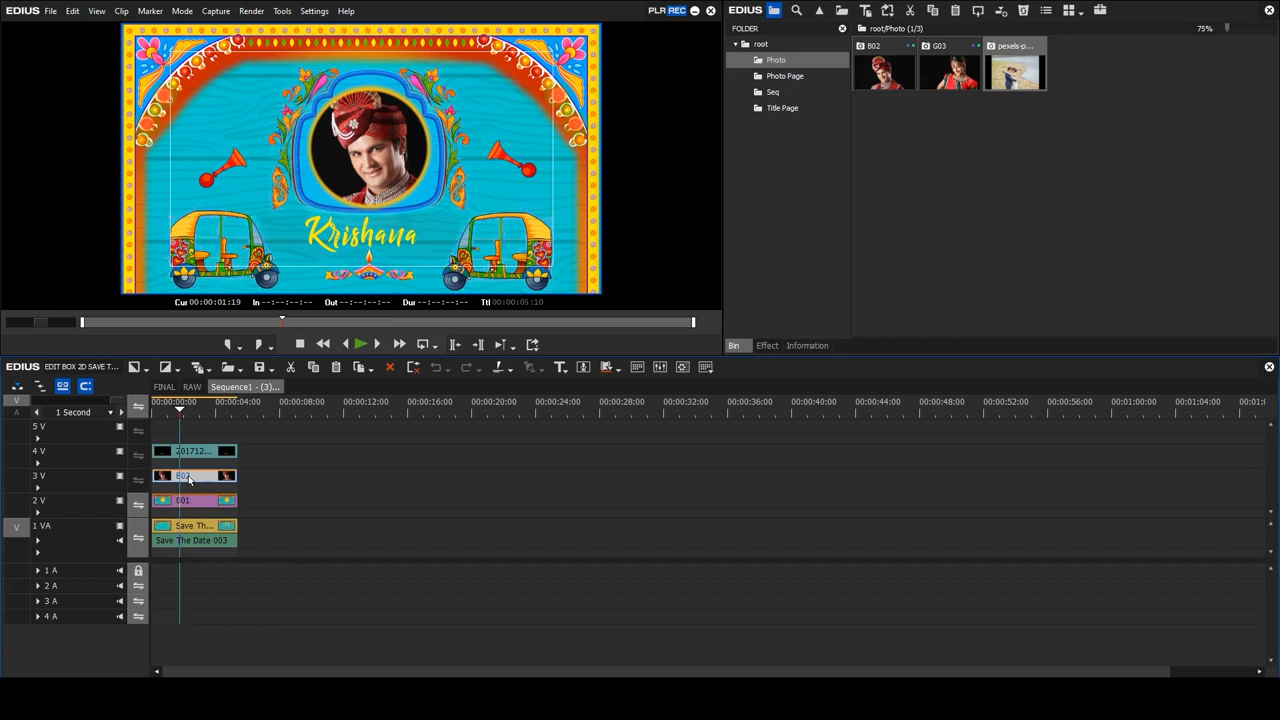 EDIUS File Edit View Clip Marker Mode Capture Render Tools Settings Help PLR REC
Krishana
Cur 00:00:01:19 In --:--:--:-- Out --:--:--:-- Dur --:--:--:-- Ttl 00:00:05:10
EDIUS
FOLDER root/Photo (1/3) 75%
root
Photo
Photo Page
Seq
Title Page
B02 G03 pexels-p...
Bin Effect Information
EDIUS EDIT BOX 2D SAVE T...
FINAL RAW Sequence1 - (3)...
V
A 1 Second
00:00:00:00 00:00:04:00 00:00:08:00 00:00:12:00 00:00:16:00 00:00:20:00 00:00:24:00 00:00:28:00 00:00:32:00 00:00:36:00 00:00:40:00 00:00:44:00 00:00:48:00 00:00:52:00 00:00:56:00 00:01:00:00 00:01:04:00 00:01:0
5 V
4 V 201712...
3 V B02
2 V 001
V 1 VA Save Th...
Save The Date 003
1 A
2 A
3 A
4 A